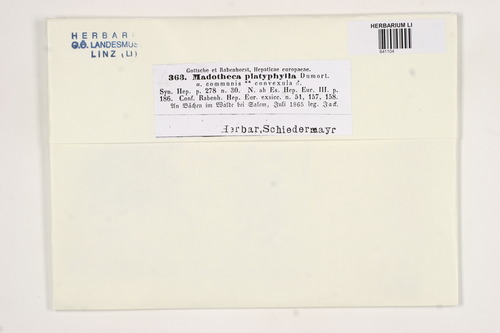 HERBAR
O.Ö. LANDESMUS
LINZ (LI)
HERBARIUM LI
841104
Gottsche et Rabenhorst, Hepaticae europaeae.
363. Madotheca platyphylla Dumort.
α. communis ** convexula
Syn. Hep. p. 278 n. 30. N. ab Es. Hep. Eur. III. p.
186. Conf. Rabenh. Hep. Eur. exsicc. n. 51, 157, 158.
An Bächen im Walde bei Salem, Juli 1865 leg. Jack.
Herbar, Schiedermayr